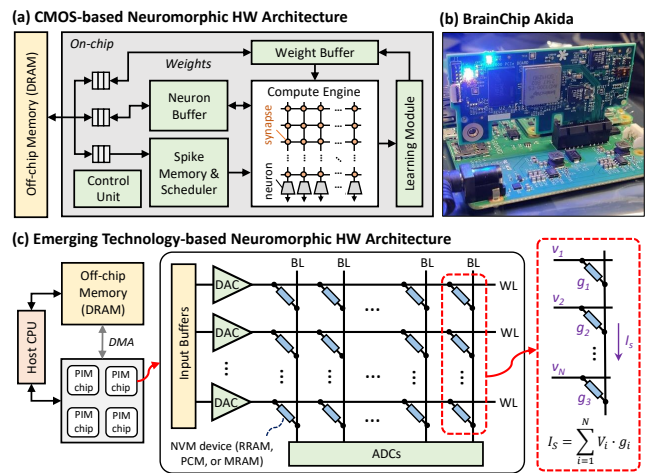 (a) CMOS-based Neuromorphic HW Architecture
(b) BrainChip Akida
On-chip
Weights
Off-chip Memory (DRAM)
Weight Buffer
Neuron
Buffer
Compute Engine
synapse
neuron
...
...
...
...
Spike
Memory &
Scheduler
Control
Unit
Learning Module
(c) Emerging Technology-based Neuromorphic HW Architecture
Host CPU
Off-chip
Memory
(DRAM)
DMA
PIM
chip
PIM
chip
PIM
chip
PIM
chip
Input Buffers
BL
BL
BL
BL
DAC
WL
...
DAC
WL
...
DAC
WL
...
NVM device (RRAM,
PCM, or MRAM)
ADCs
v1
g1
v2
g2
Is
vN
g3
I_S = \sum_{i=1}^{N} V_i · g_i